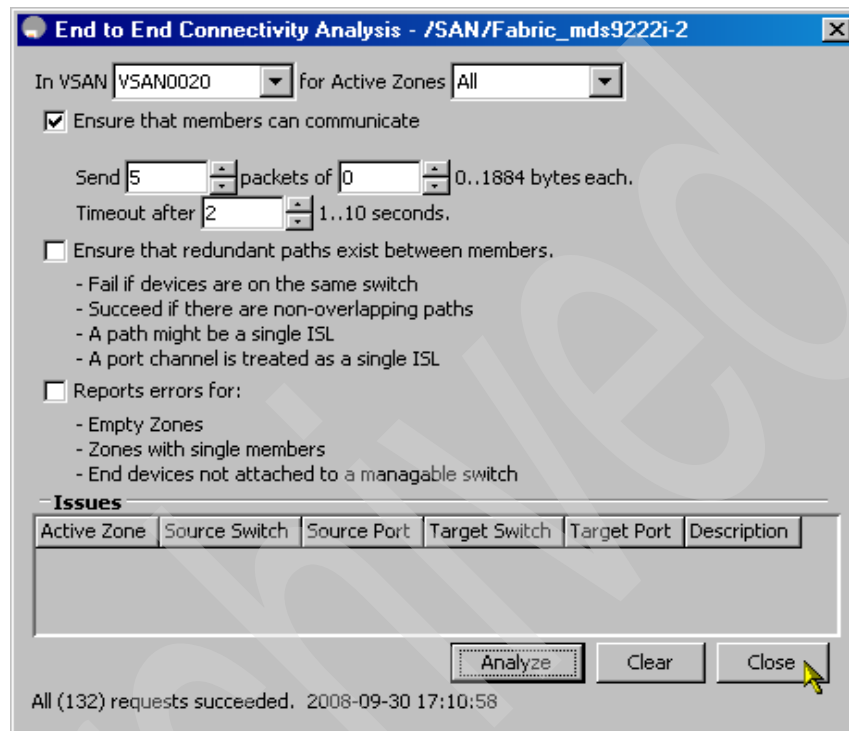 End to End Connectivity Analysis - /SAN/Fabric_mds9222i-2
In VSAN VSAN0020 for Active Zones All
Ensure that members can communicate
Send 5 packets of 0 0..1884 bytes each.
Timeout after 2 1..10 seconds.
Ensure that redundant paths exist between members.
- Fail if devices are on the same switch
- Succeed if there are non-overlapping paths
- A path might be a single ISL
- A port channel is treated as a single ISL
Reports errors for:
- Empty Zones
- Zones with single members
- End devices not attached to a managable switch
Issues
Active Zone Source Switch Source Port Target Switch Target Port Description
Analyze Clear Close
All (132) requests succeeded. 2008-09-30 17:10:58